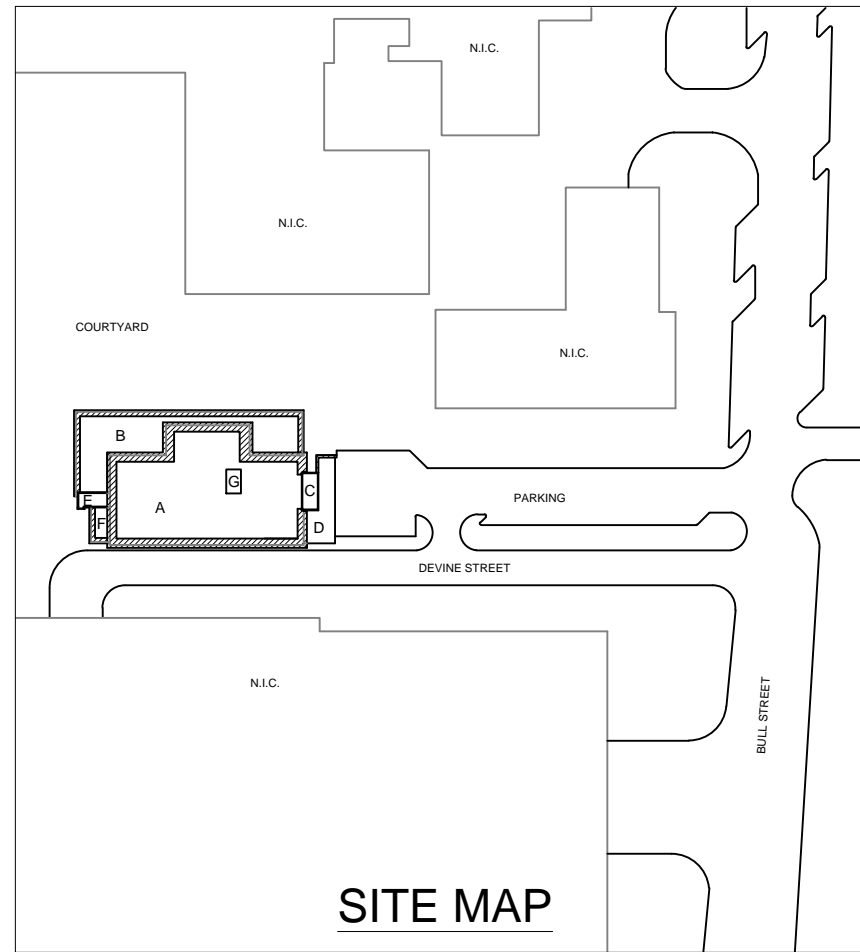 N.I.C.
N.I.C.
COURTYARD
N.I.C.
B
G
C
E
A
PARKING
F
D
DEVINE STREET
N.I.C.
BULL STREET
SITE MAP